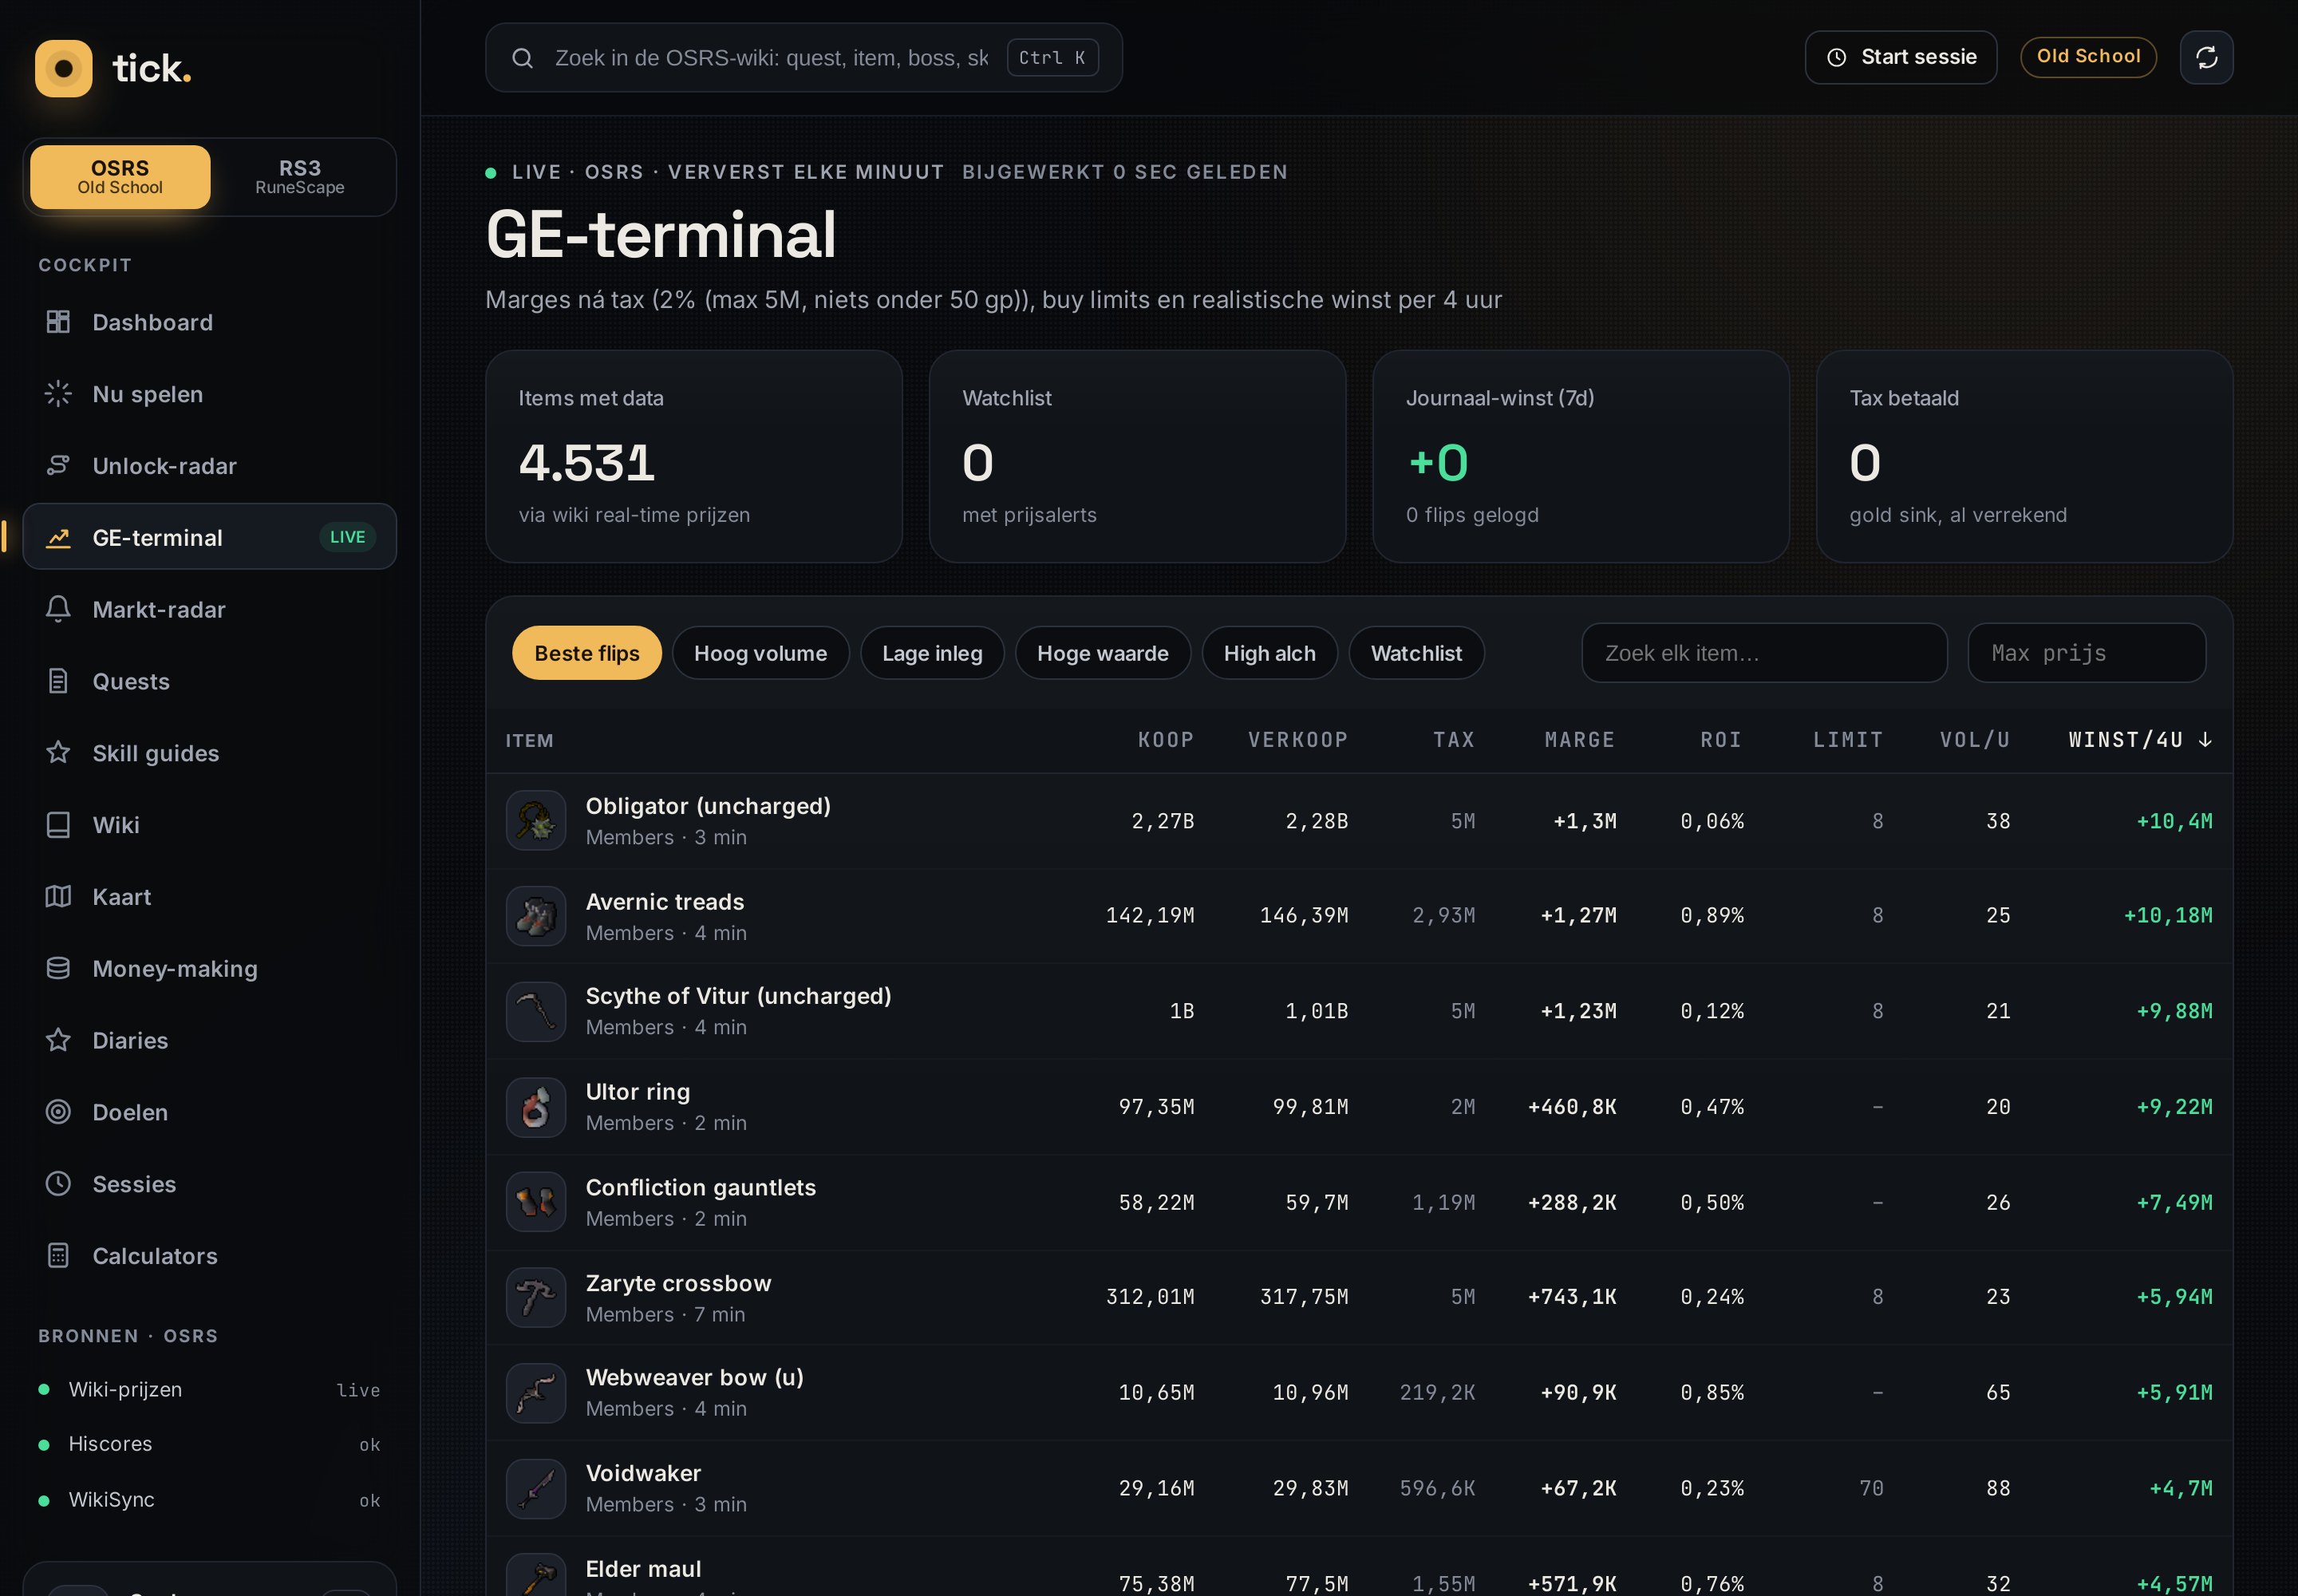 tick.
Zoek in de OSRS-wiki: quest, item, boss, sk
Ctrl K
Start sessie
Old School
OSRS
Old School
RS3
RuneScape
COCKPIT
Dashboard
Nu spelen
Unlock-radar
GE-terminal LIVE
Markt-radar
Quests
Skill guides
Wiki
Kaart
Money-making
Diaries
Doelen
Sessies
Calculators
BRONNEN · OSRS
Wiki-prijzen live
Hiscores ok
WikiSync ok
LIVE · OSRS · VERVERST ELKE MINUUT BIJGEWERKT 0 SEC GELEDEN
GE-terminal
Marges ná tax (2% (max 5M, niets onder 50 gp)), buy limits en realistische winst per 4 uur
Items met data
4.531
via wiki real-time prijzen
Watchlist
0
met prijsalerts
Journaal-winst (7d)
+0
0 flips gelogd
Tax betaald
0
gold sink, al verrekend
Beste flips Hoog volume Lage inleg Hoge waarde High alch Watchlist Zoek elk item… Max prijs
ITEM KOOP VERKOOP TAX MARGE ROI LIMIT VOL/U WINST/4U ↓
Obligator (uncharged)
Members · 3 min
2,27B 2,28B 5M +1,3M 0,06% 8 38 +10,4M
Avernic treads
Members · 4 min
142,19M 146,39M 2,93M +1,27M 0,89% 8 25 +10,18M
Scythe of Vitur (uncharged)
Members · 4 min
1B 1,01B 5M +1,23M 0,12% 8 21 +9,88M
Ultor ring
Members · 2 min
97,35M 99,81M 2M +460,8K 0,47% – 20 +9,22M
Confliction gauntlets
Members · 2 min
58,22M 59,7M 1,19M +288,2K 0,50% – 26 +7,49M
Zaryte crossbow
Members · 7 min
312,01M 317,75M 5M +743,1K 0,24% 8 23 +5,94M
Webweaver bow (u)
Members · 4 min
10,65M 10,96M 219,2K +90,9K 0,85% – 65 +5,91M
Voidwaker
Members · 3 min
29,16M 29,83M 596,6K +67,2K 0,23% 70 88 +4,7M
Elder maul
75,38M 77,5M 1,55M +571,9K 0,76% 8 32 +4,57M